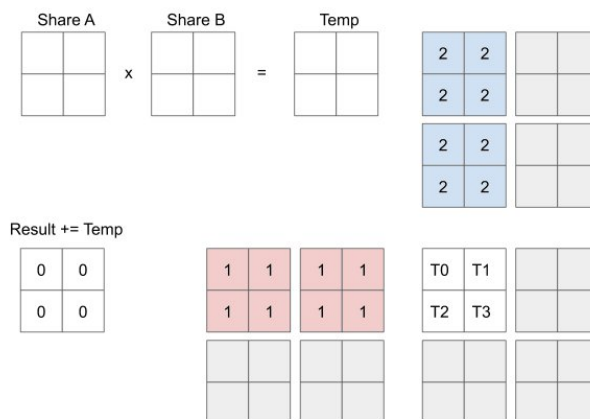 Share A Share B Temp
x =
2 2
2 2
2 2
2 2
Result += Temp
0 0
0 0
1 1 1 1
1 1 1 1
T0 T1
T2 T3